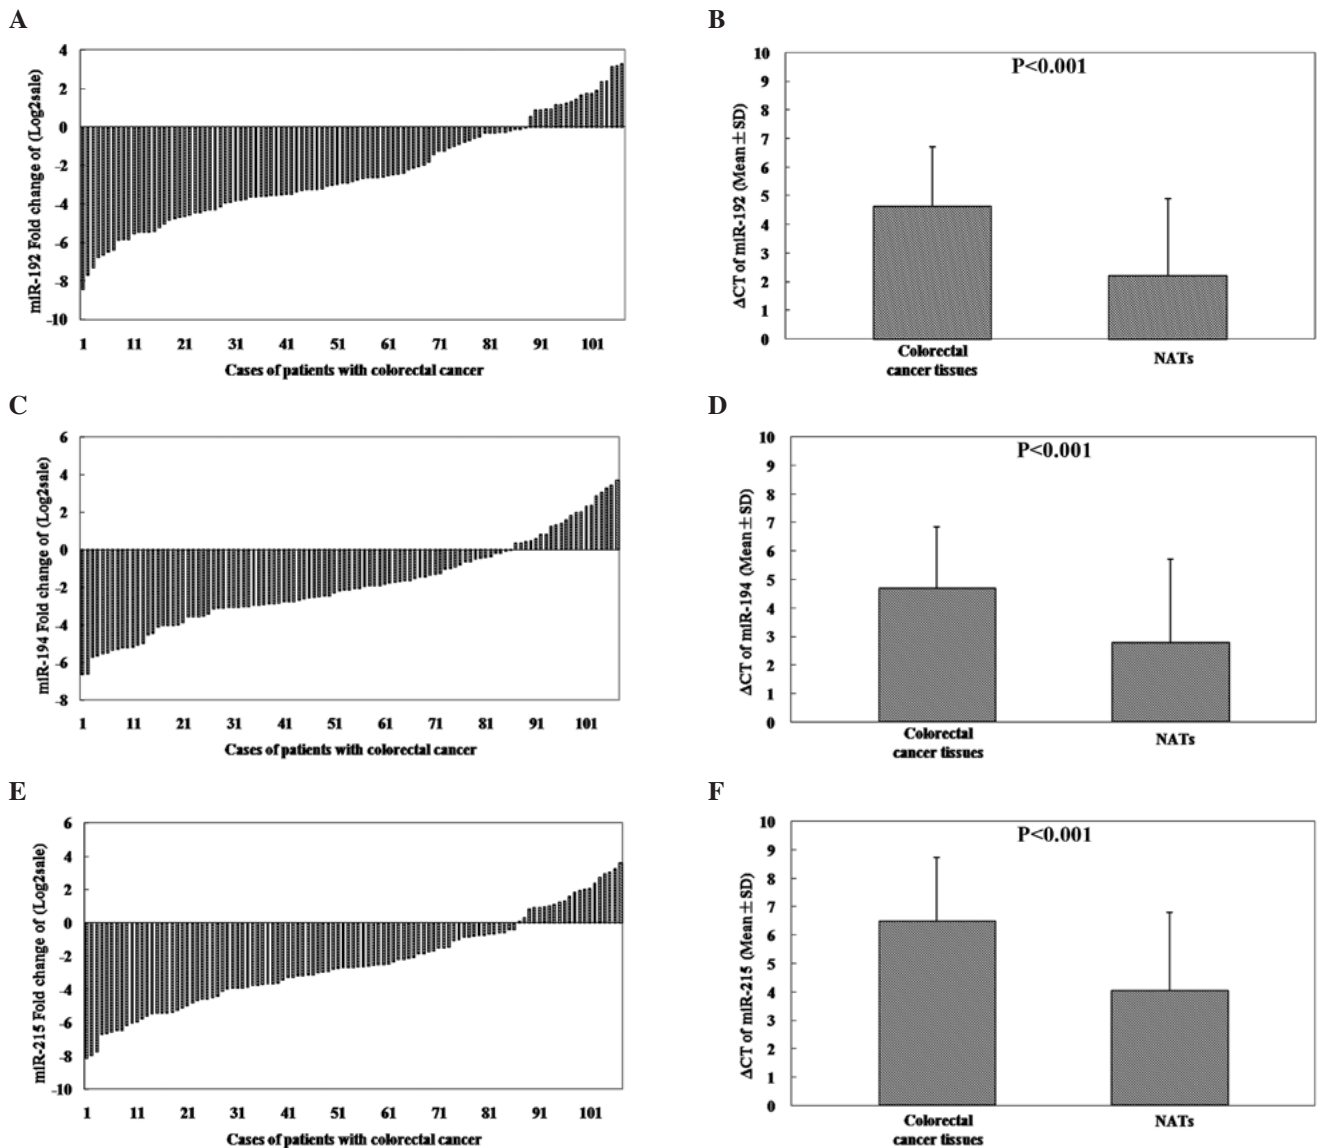 A
miR-192 Fold change of (Log2sale)
4
2
0
-2
-4
-6
-8
-10
1 11 21 31 41 51 61 71 81 91 101
Cases of patients with colorectal cancer
B
P<0.001
ΔCT of miR-192 (Mean±SD)
10
9
8
7
6
5
4
3
2
1
0
Colorectal
cancer tissues
NATs
C
miR-194 Fold change of (Log2sale)
6
4
2
0
-2
-4
-6
-8
1 11 21 31 41 51 61 71 81 91 101
Cases of patients with colorectal cancer
D
P<0.001
ΔCT of miR-194 (Mean±SD)
10
9
8
7
6
5
4
3
2
1
0
Colorectal
cancer tissues
NATs
E
miR-215 Fold change of (Log2sale)
6
4
2
0
-2
-4
-6
-8
-10
1 11 21 31 41 51 61 71 81 91 101
Cases of patients with colorectal cancer
F
P<0.001
ΔCT of miR-215 (Mean±SD)
10
9
8
7
6
5
4
3
2
1
0
Colorectal
cancer tissues
NATs